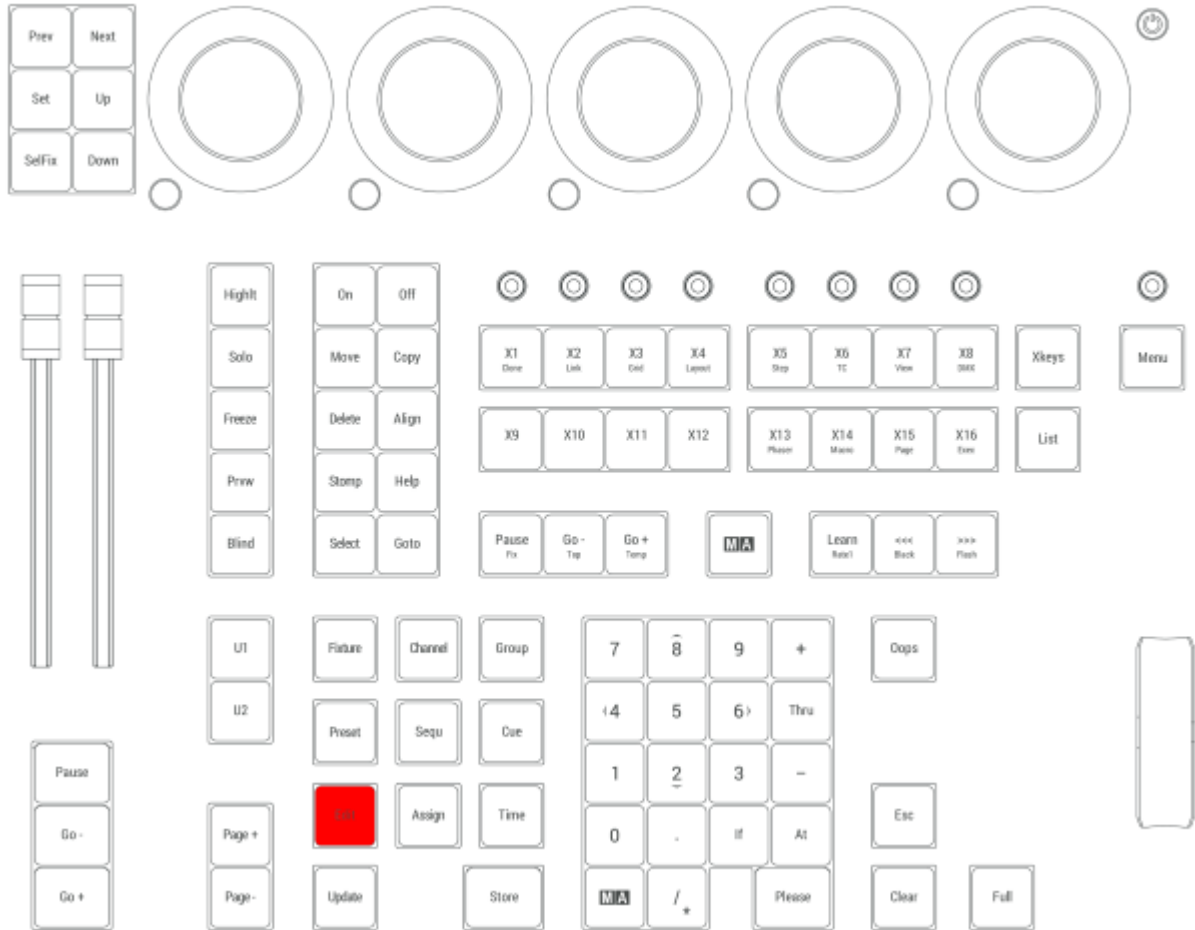 Prev Next
Set Up
SelFix Down
Highlt On Off
Solo Move Copy X1 X2 X3 X4 X5 X6 X7 X8 Xkeys Menu
Clone Link Grid Layout Step TC View DMX
Freeze Delete Align X9 X10 X11 X12 X13 X14 X15 X16 List
Phaser Macro Page Exec
Prvw Stomp Help
Blind Select Goto Pause Go - Go + MA Learn <<< >>>
Fix Top Temp Rate1 Black Flash
U1 Fixture Channel Group 7 8 9 + Oops
U2 Preset Sequ Cue 4 5 6 Thru
Pause 1 2 3 -
Go - Page + Assign Time 0 . If At Esc
Go + Page - Update Store MA / * Please Clear Full